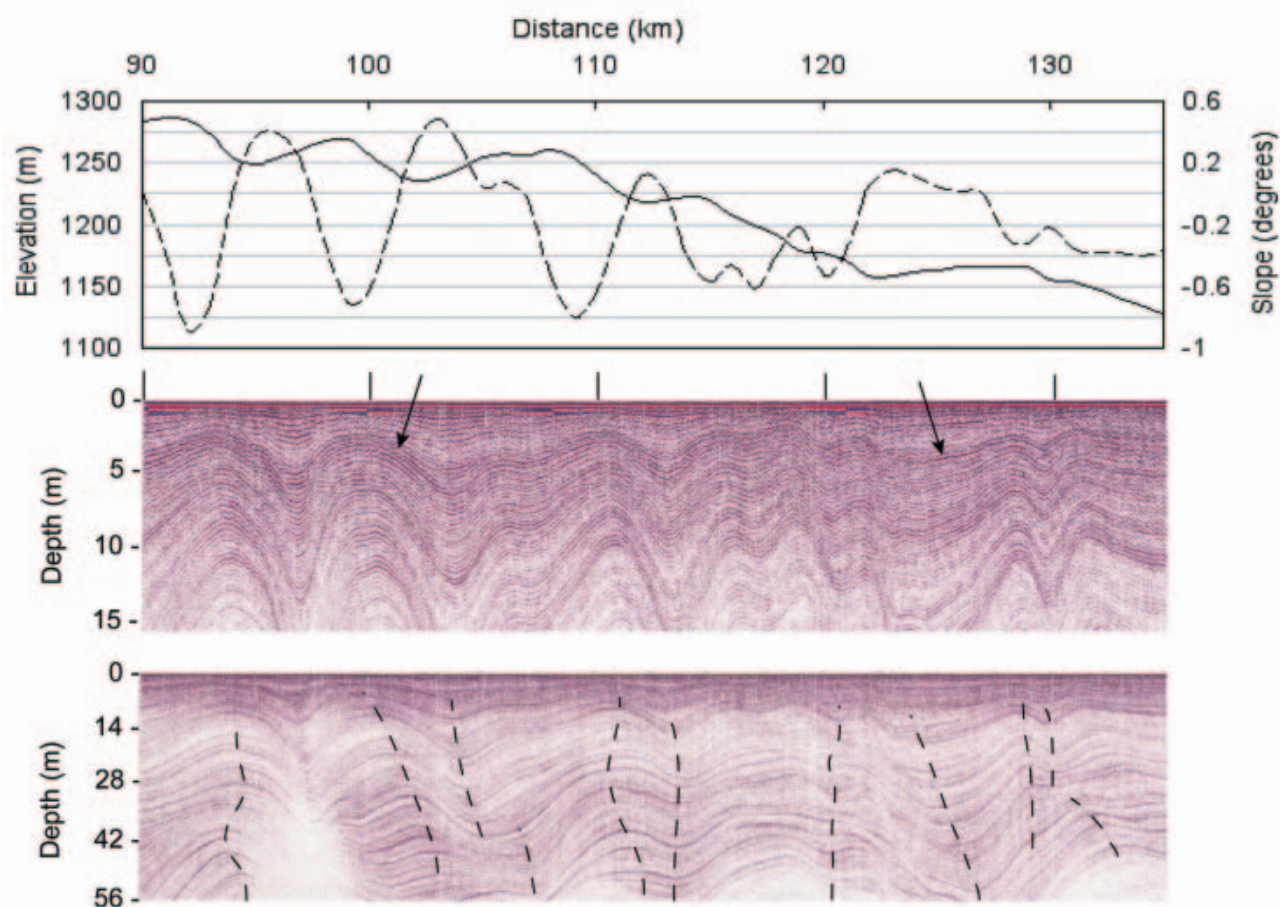 Distance (km)
90 100 110 120 130
1300 0.6
1250 0.2
1200 -0.2
1150 -0.6
1100 -1
Elevation (m)
Slope (degrees)
0 -
5 -
10 -
15 -
Depth (m)
0 -
14 -
28 -
42 -
56 -
Depth (m)